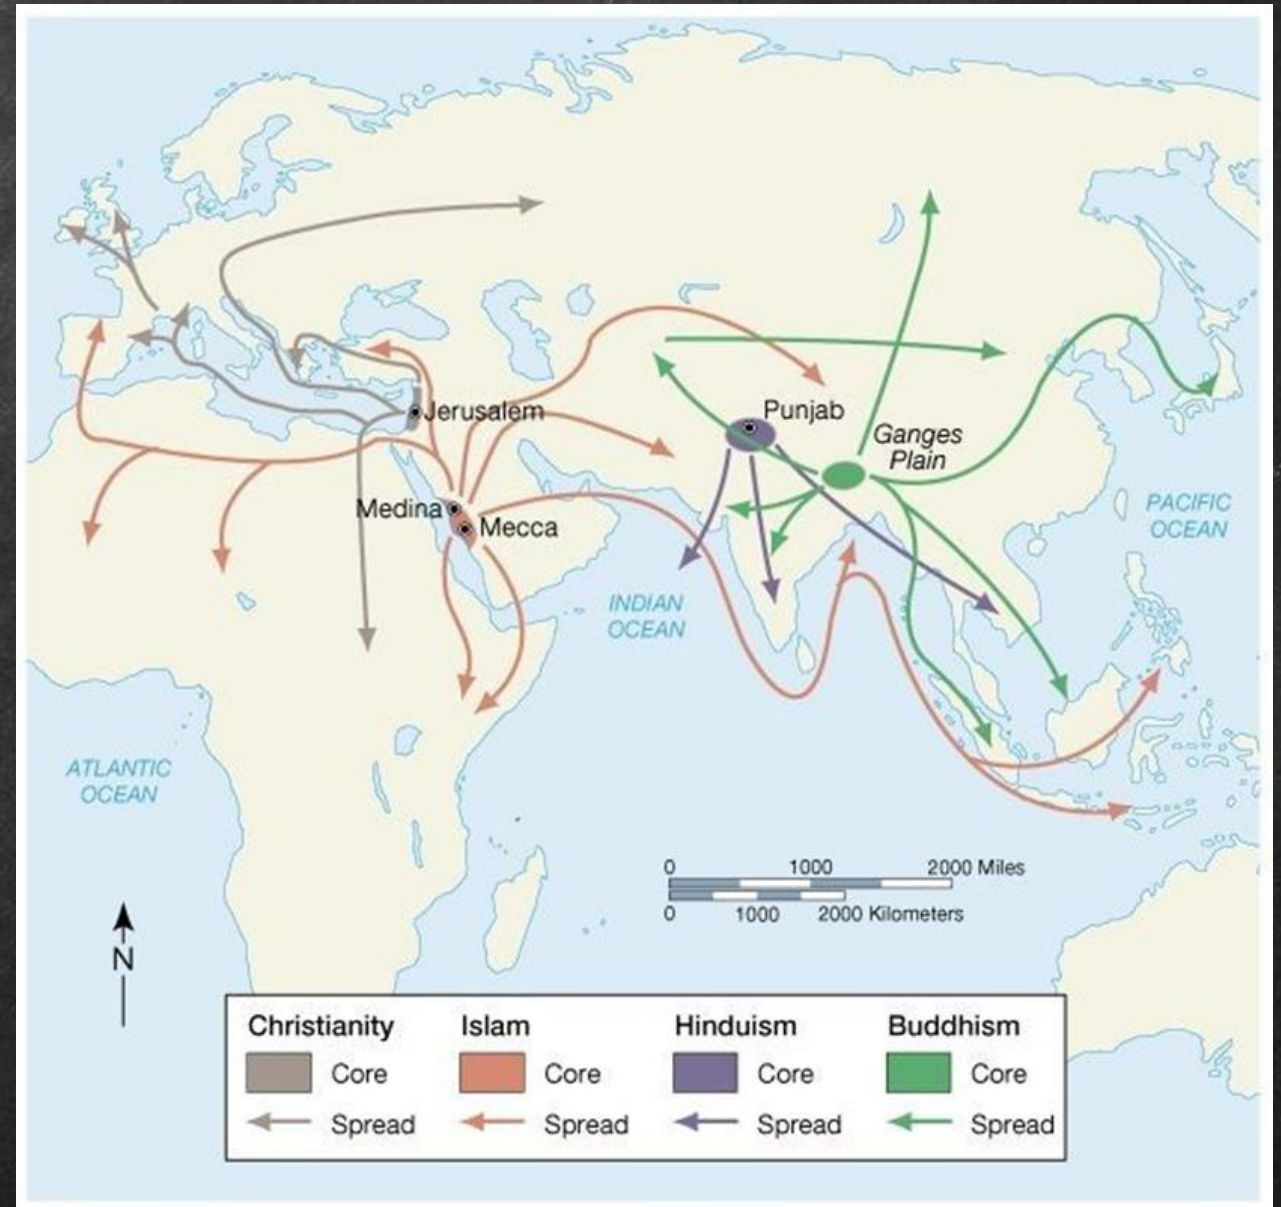 Jerusalem
Punjab
Ganges
Plain
Medina
Mecca
PACIFIC
OCEAN
INDIAN
OCEAN
ATLANTIC
OCEAN
0 1000 2000 Miles
0 1000 2000 Kilometers
N
Christianity Islam Hinduism Buddhism
Core Core Core Core
Spread Spread Spread Spread